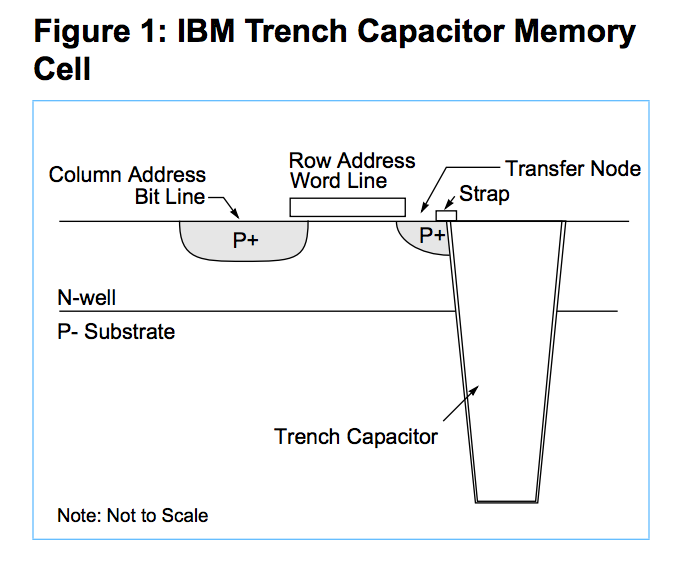 Figure 1: IBM Trench Capacitor Memory
Cell
Column Address
Bit Line
Row Address
Word Line
Transfer Node
Strap
P+
P+
N-well
P- Substrate
Trench Capacitor
Note: Not to Scale